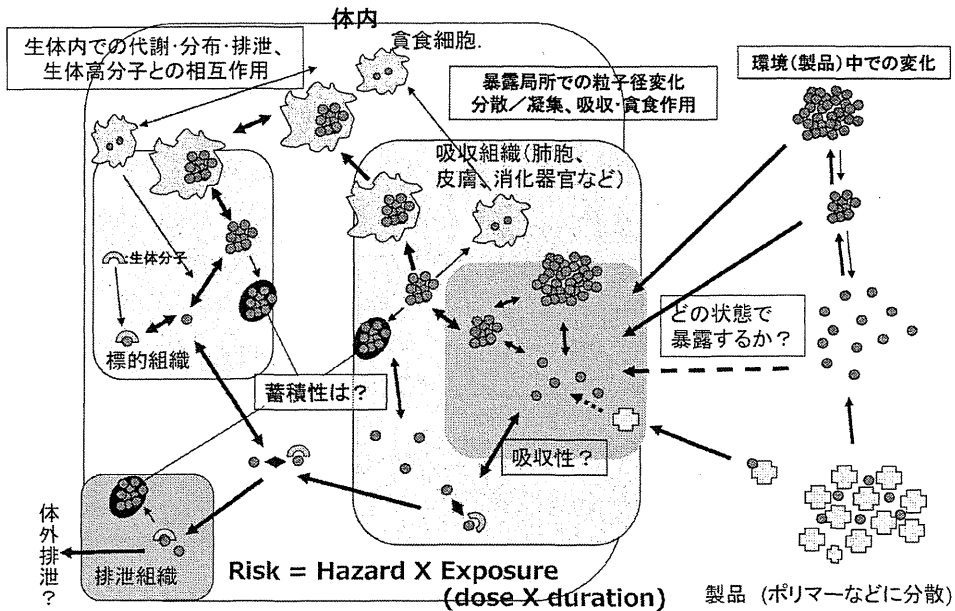 体内
生体内での代謝・分布・排泄、
生体高分子との相互作用
貪食細胞.
暴露局所での粒子径変化
分散／凝集、吸収・貪食作用
環境(製品)中での変化
吸収組織(肺胞、
皮膚、消化器官など)
:生体分子
標的組織
どの状態で
暴露するか？
蓄積性は？
吸収性？
体外排泄？
排泄組織
Risk = Hazard X Exposure
(dose X duration)
製品 (ポリマーなどに分散)